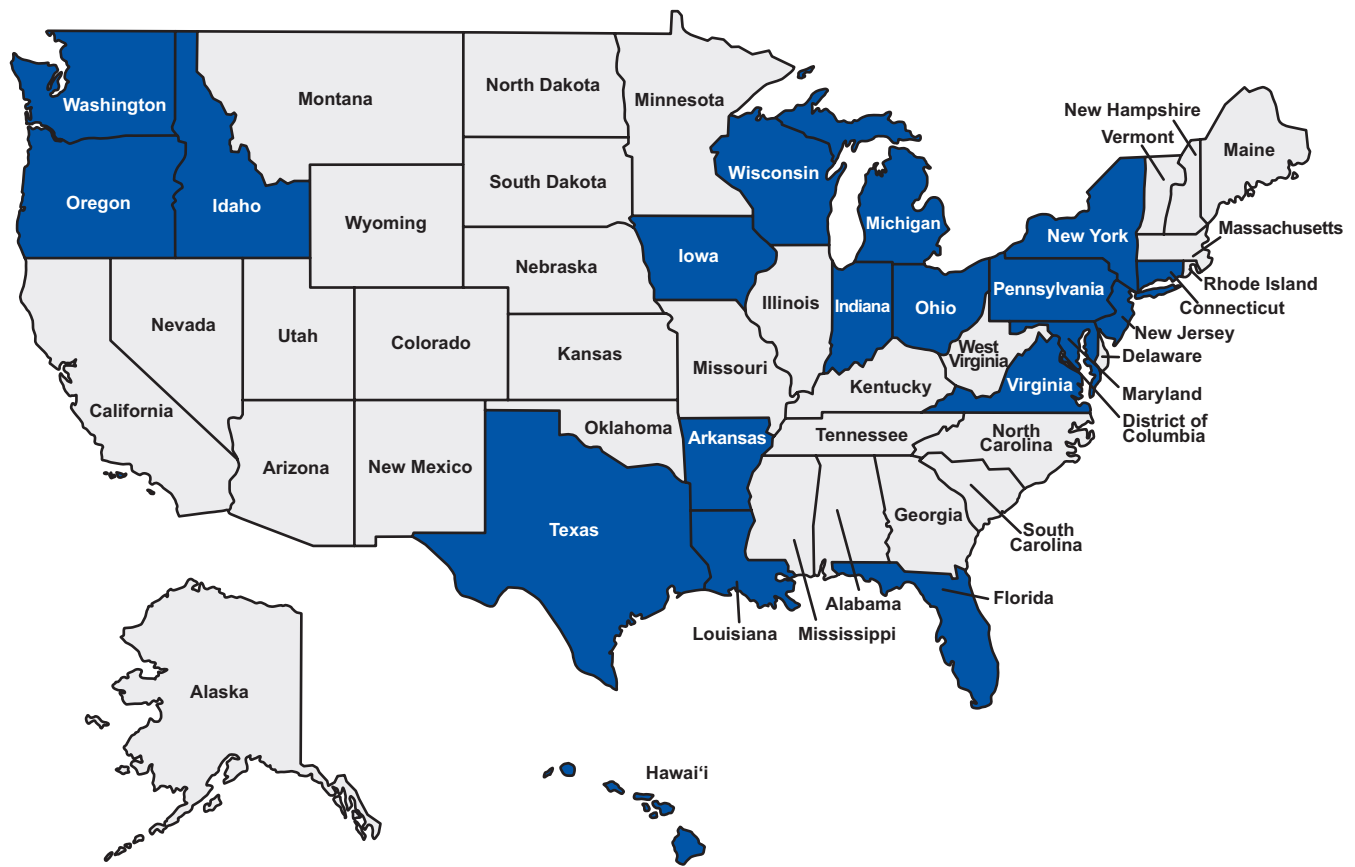 New Hampshire
Vermont
Maine
Washington
Montana
North Dakota
Minnesota
Wisconsin
South Dakota
Oregon
Idaho
Wyoming
Michigan
New York
Massachusetts
Iowa
Nebraska
Rhode Island
Pennsylvania
Connecticut
Illinois
Indiana
Ohio
Nevada
Utah
Colorado
New Jersey
Kansas
West
Virginia
Delaware
Missouri
Kentucky
Virginia
Maryland
California
District of
Columbia
Oklahoma
Arkansas
Tennessee
North
Carolina
Arizona
New Mexico
Georgia
Texas
South
Carolina
Florida
Alabama
Louisiana
Mississippi
Alaska
Hawai‘i